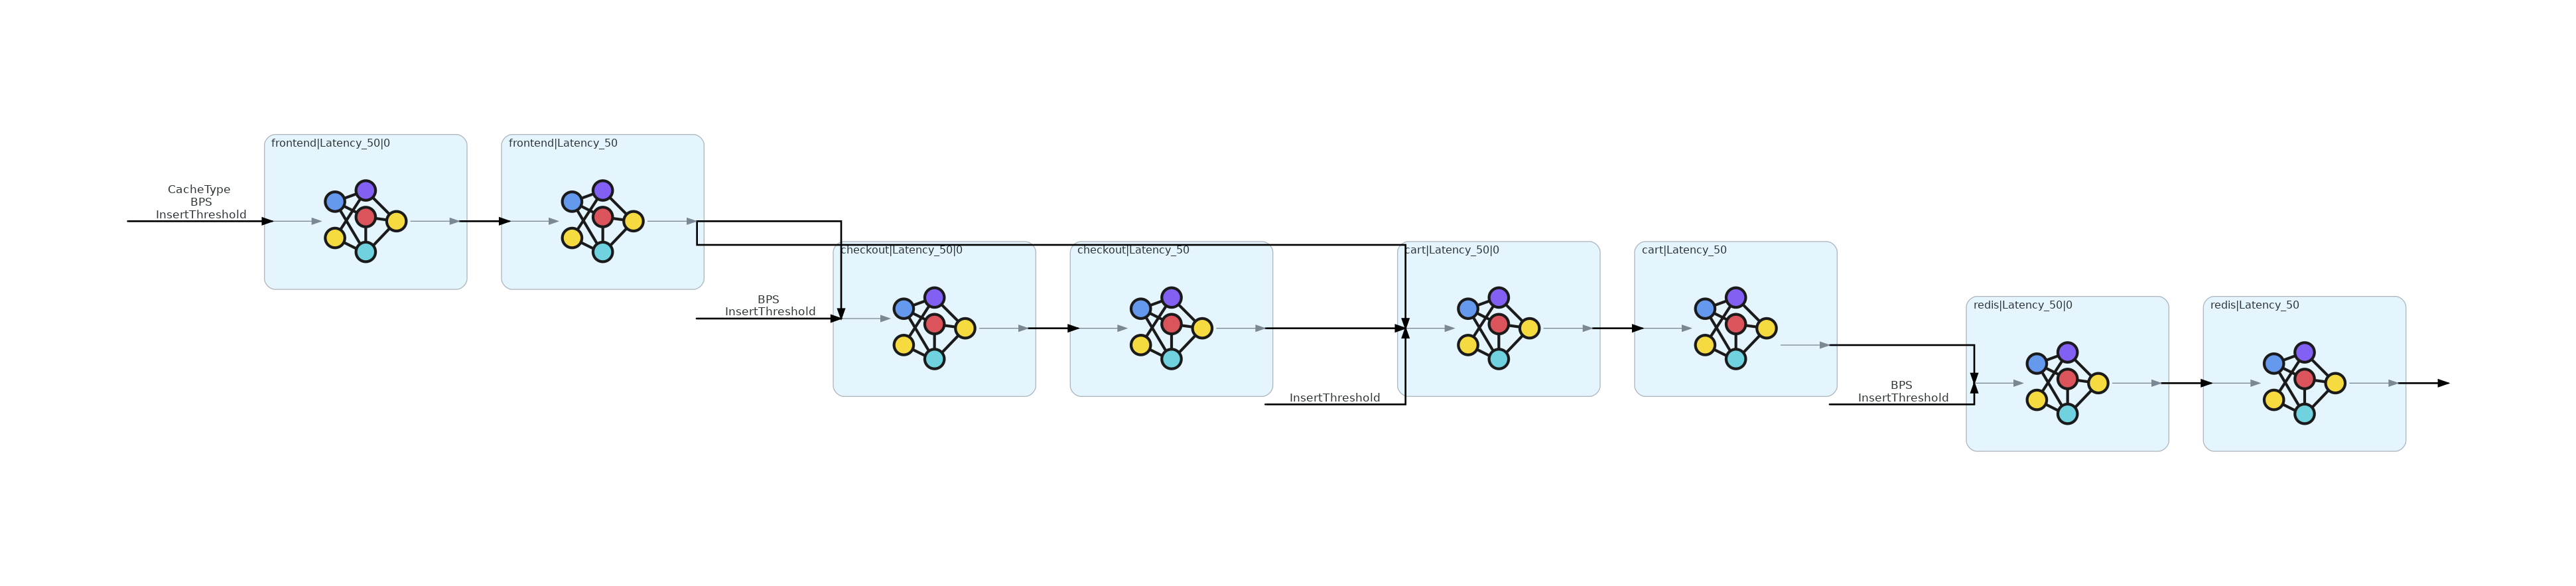 frontend|Latency_50|0
frontend|Latency_50
CacheType
BPS
InsertThreshold
checkout|Latency_50|0
checkout|Latency_50
cart|Latency_50|0
cart|Latency_50
BPS
InsertThreshold
redis|Latency_50|0
redis|Latency_50
InsertThreshold
BPS
InsertThreshold